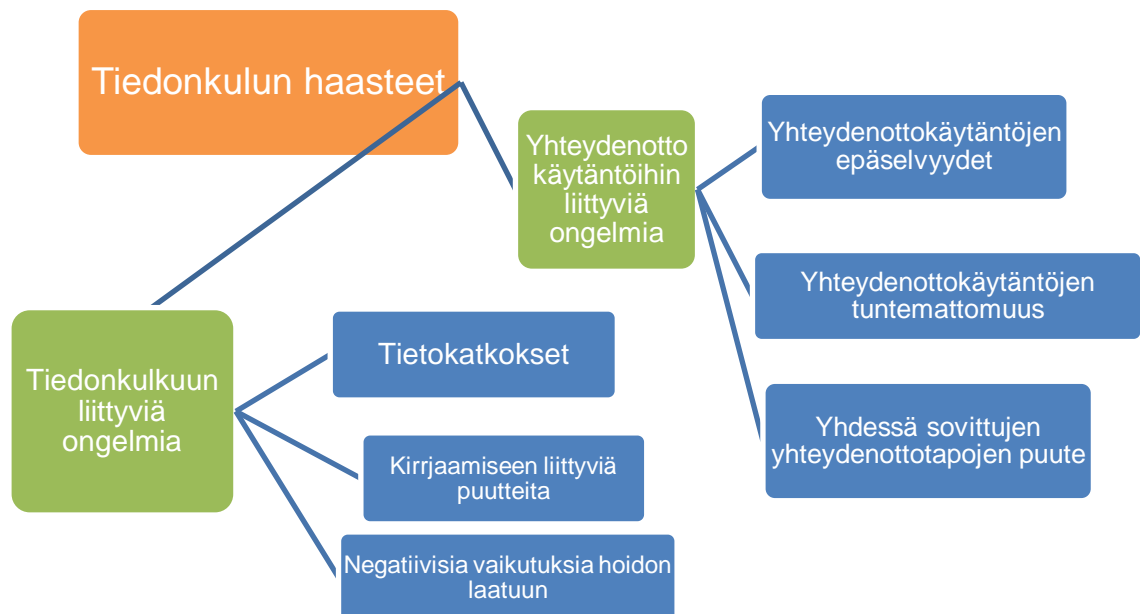 Tiedonkulun haasteet
Yhteydenotto
käytäntöihin
liittyviä
ongelmia
Yhteydenottokäytäntöjen
epäselvyydet
Yhteydenottokäytäntöjen
tuntemattomuus
Yhdessä sovittujen
yhteydenottotapojen puute
Tiedonkulkuun
liittyviä
ongelmia
Tietokatkokset
Kirrjaamiseen liittyviä
puutteita
Negatiivisia vaikutuksia hoidon
laatuun